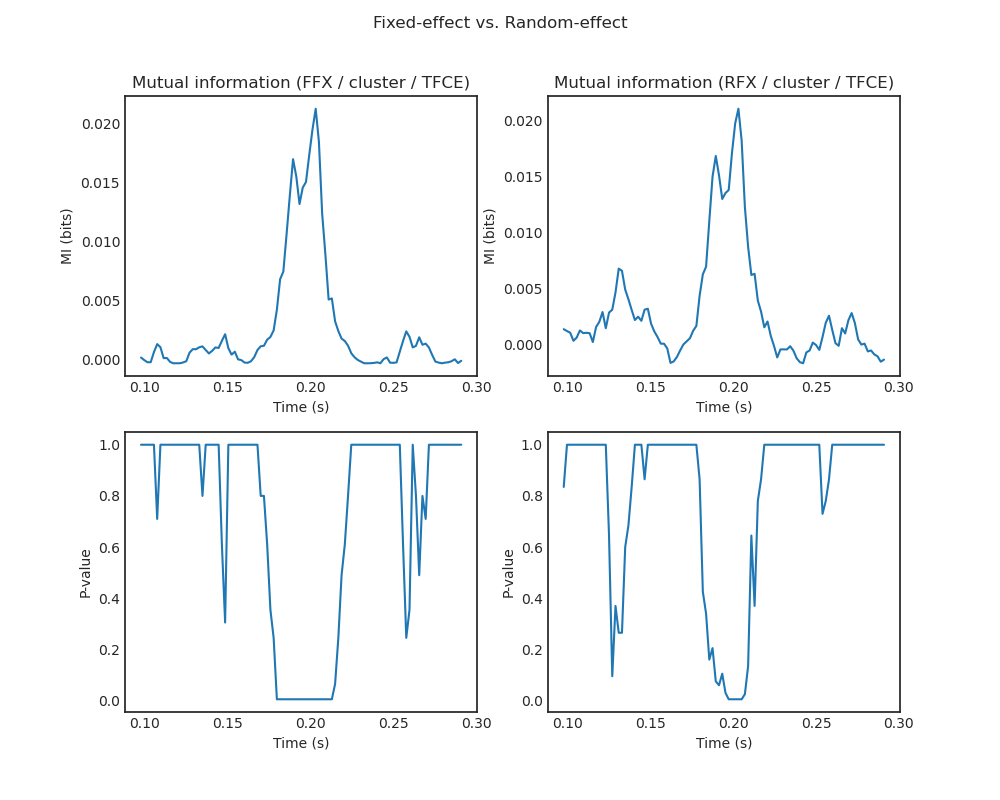 Fixed-effect vs. Random-effect
Mutual information (FFX / cluster / TFCE)
MI (bits)
0.020
0.015
0.010
0.005
0.000
0.10 0.15 0.20 0.25 0.30
Time (s)
Mutual information (RFX / cluster / TFCE)
MI (bits)
0.020
0.015
0.010
0.005
0.000
0.10 0.15 0.20 0.25 0.30
Time (s)
P-value
1.0
0.8
0.6
0.4
0.2
0.0
0.10 0.15 0.20 0.25 0.30
Time (s)
P-value
1.0
0.8
0.6
0.4
0.2
0.0
0.10 0.15 0.20 0.25 0.30
Time (s)